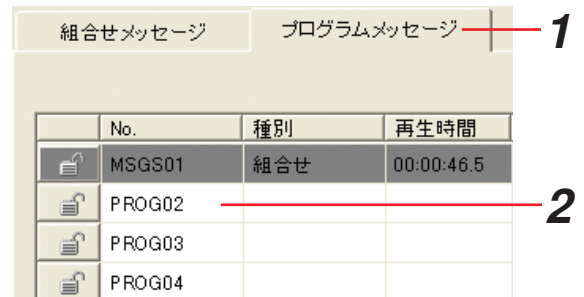 組合せメッセージ プログラムメッセージ 1
No. 種別 再生時間
MSGS01 組合せ 00:00:46.5
PROG02 2
PROG03
PROG04